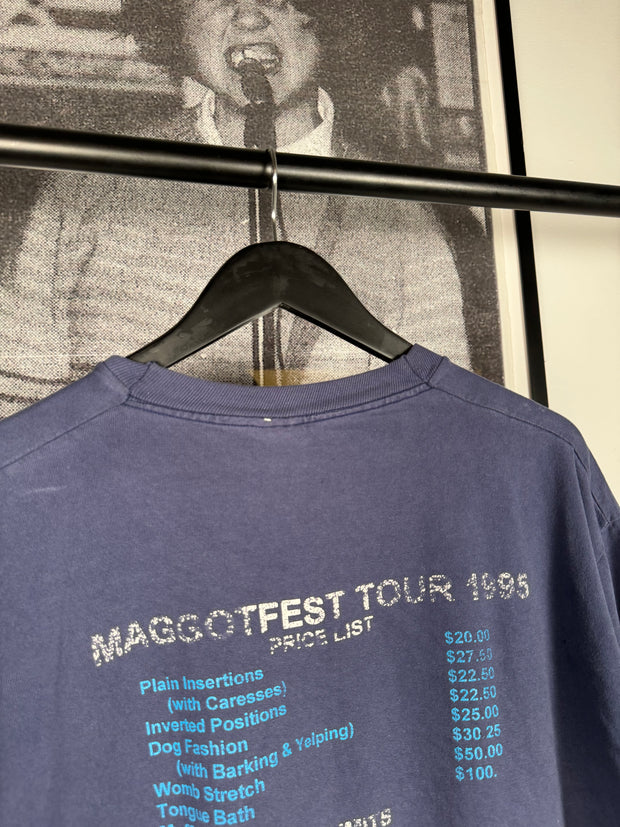 MAGGOTFEST TOUR 1995
PRICE LIST
Plain Insertions $20.00
(with Caresses) $27.50
Inverted Positions $22.50
Dog Fashion $22.50
(with Barking & Yelping) $25.00
Womb Stretch $30.25
Tongue Bath $50.00
$100.